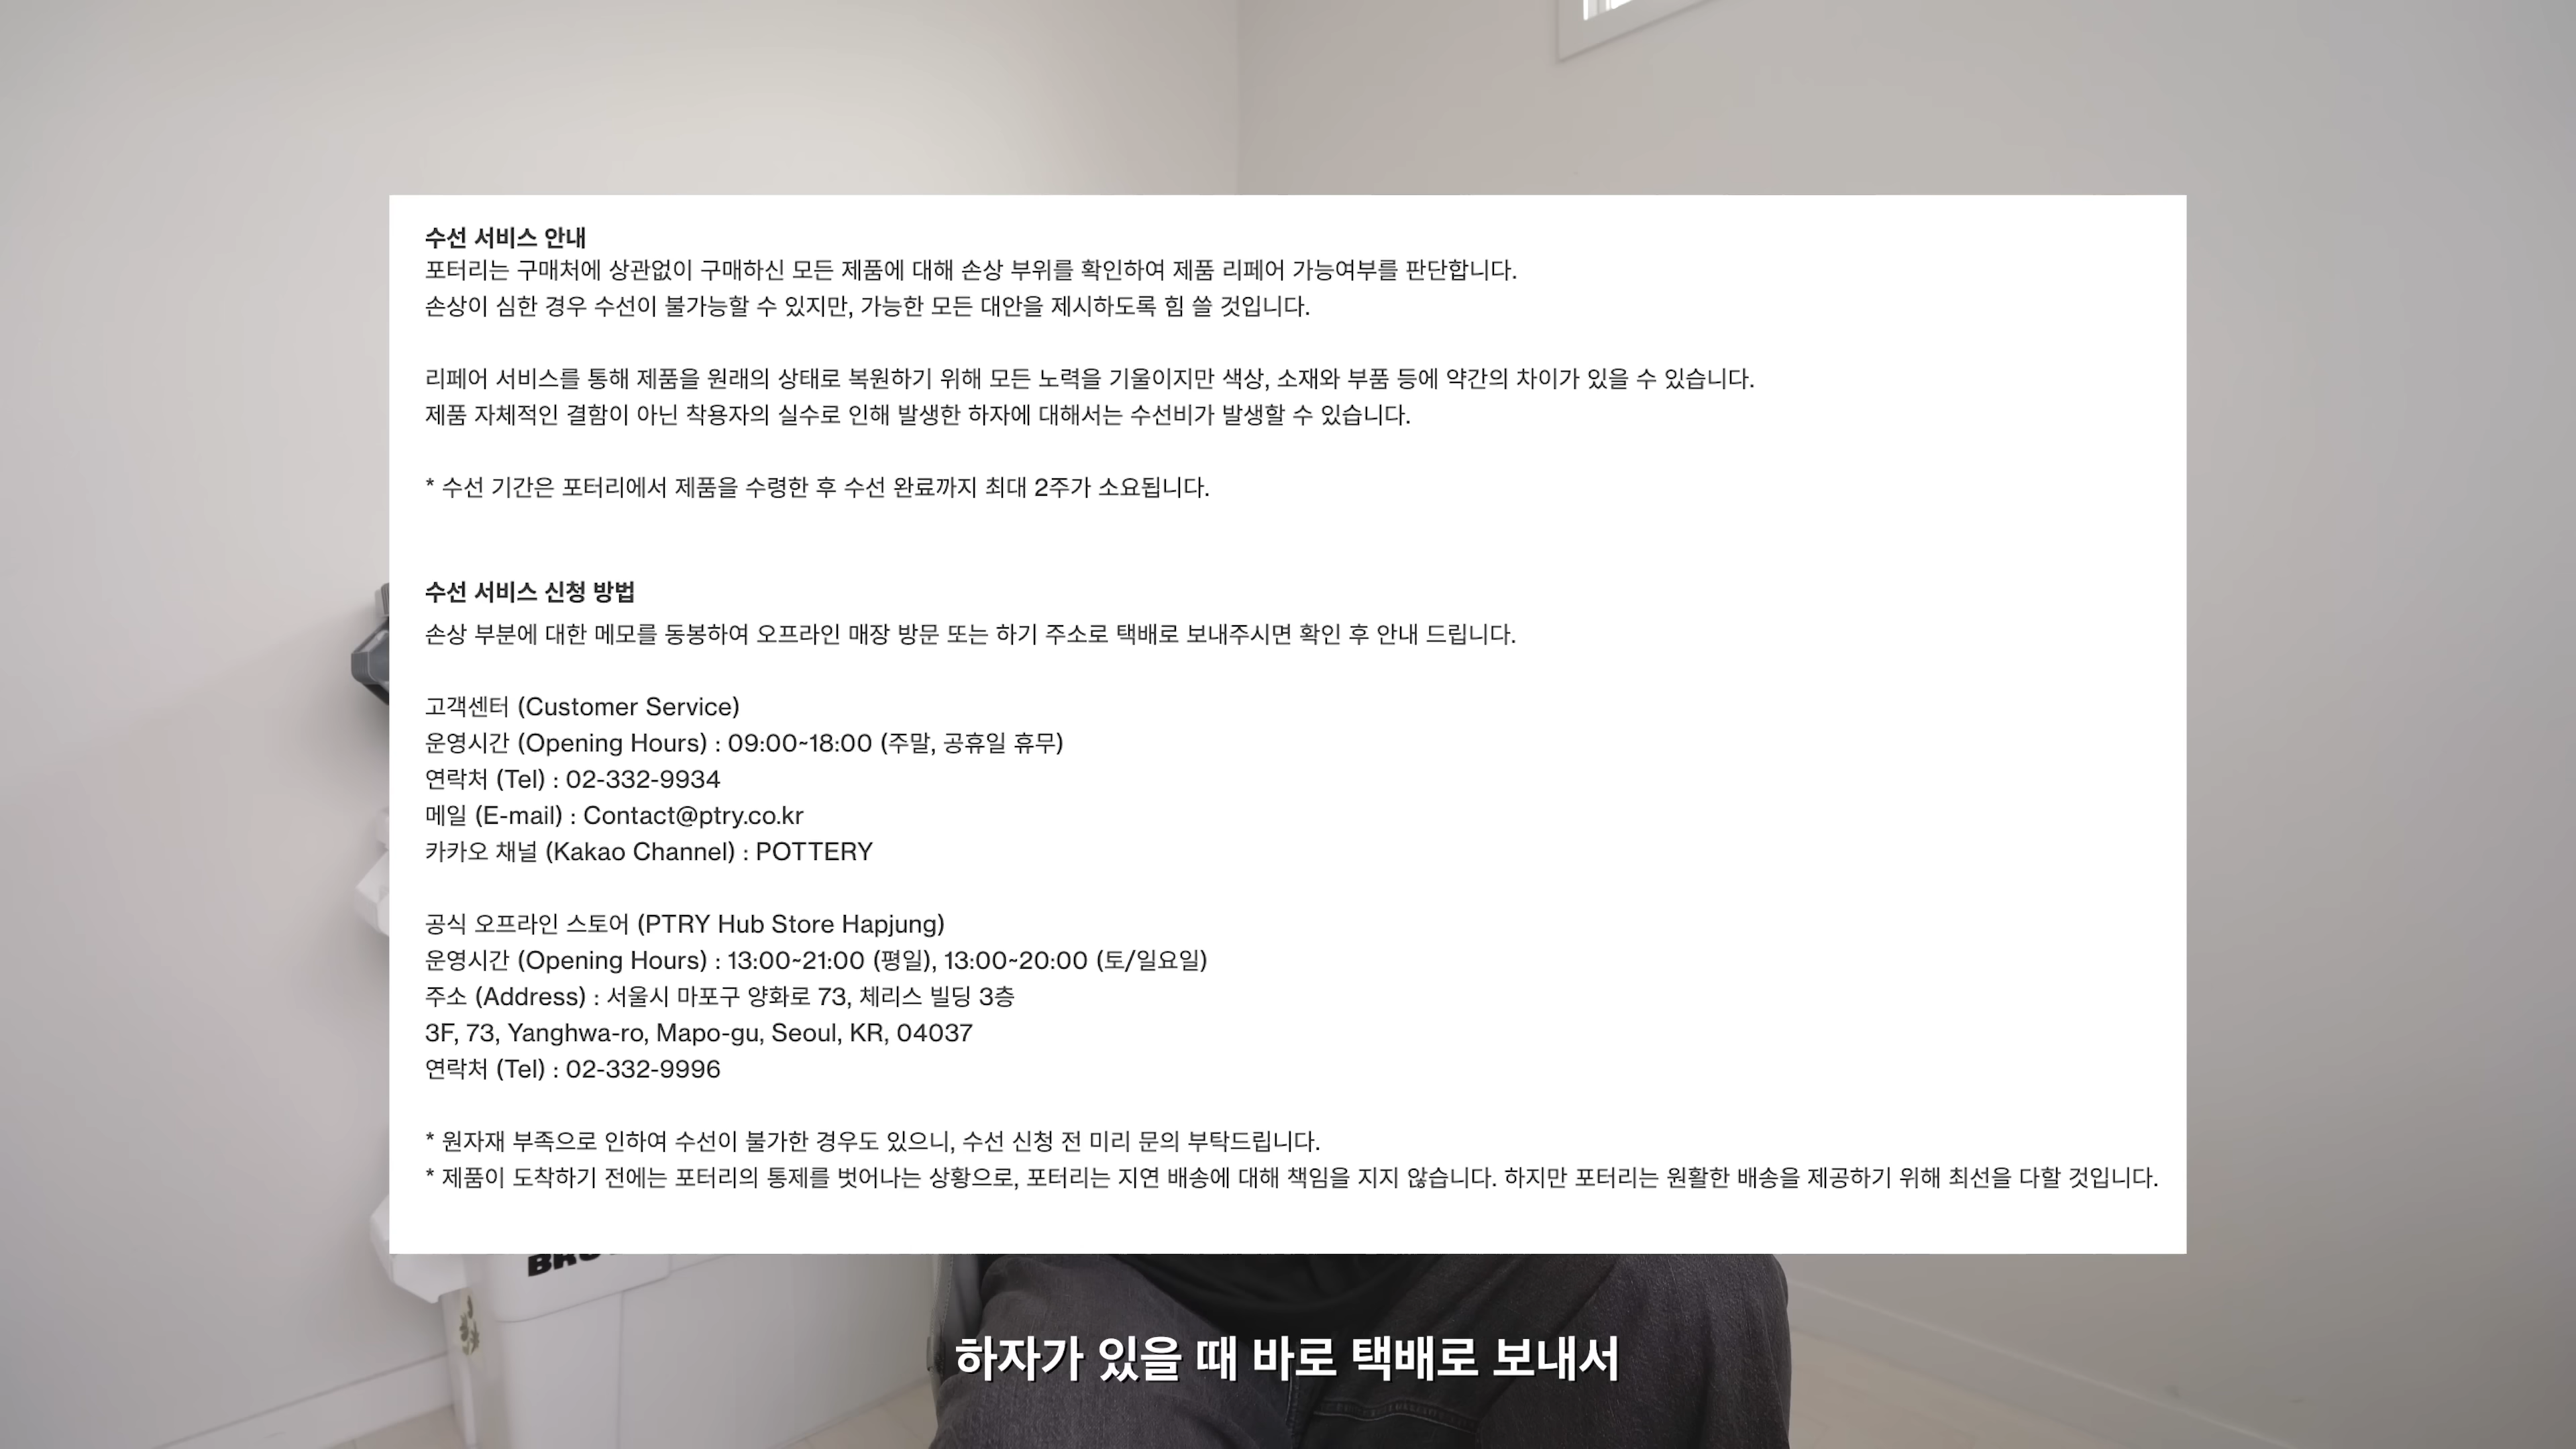 수선 서비스 안내
포터리는 구매처에 상관없이 구매하신 모든 제품에 대해 손상 부위를 확인하여 제품 리페어 가능여부를 판단합니다.
손상이 심한 경우 수선이 불가능할 수 있지만, 가능한 모든 대안을 제시하도록 힘 쓸 것입니다.
리페어 서비스를 통해 제품을 원래의 상태로 복원하기 위해 모든 노력을 기울이지만 색상, 소재와 부품 등에 약간의 차이가 있을 수 있습니다.
제품 자체적인 결함이 아닌 착용자의 실수로 인해 발생한 하자에 대해서는 수선비가 발생할 수 있습니다.
* 수선 기간은 포터리에서 제품을 수령한 후 수선 완료까지 최대 2주가 소요됩니다.
수선 서비스 신청 방법
손상 부분에 대한 메모를 동봉하여 오프라인 매장 방문 또는 하기 주소로 택배로 보내주시면 확인 후 안내 드립니다.
고객센터 (Customer Service)
운영시간 (Opening Hours) : 09:00~18:00 (주말, 공휴일 휴무)
연락처 (Tel) : 02-332-9934
메일 (E-mail) : Contact@ptry.co.kr
카카오 채널 (Kakao Channel) : POTTERY
공식 오프라인 스토어 (PTRY Hub Store Hapjung)
운영시간 (Opening Hours) : 13:00~21:00 (평일), 13:00~20:00 (토/일요일)
주소 (Address) : 서울시 마포구 양화로 73, 체리스 빌딩 3층
3F, 73, Yanghwa-ro, Mapo-gu, Seoul, KR, 04037
연락처 (Tel) : 02-332-9996
* 원자재 부족으로 인하여 수선이 불가한 경우도 있으니, 수선 신청 전 미리 문의 부탁드립니다.
* 제품이 도착하기 전에는 포터리의 통제를 벗어나는 상황으로, 포터리는 지연 배송에 대해 책임을 지지 않습니다. 하지만 포터리는 원활한 배송을 제공하기 위해 최선을 다할 것입니다.
하자가 있을 때 바로 택배로 보내서